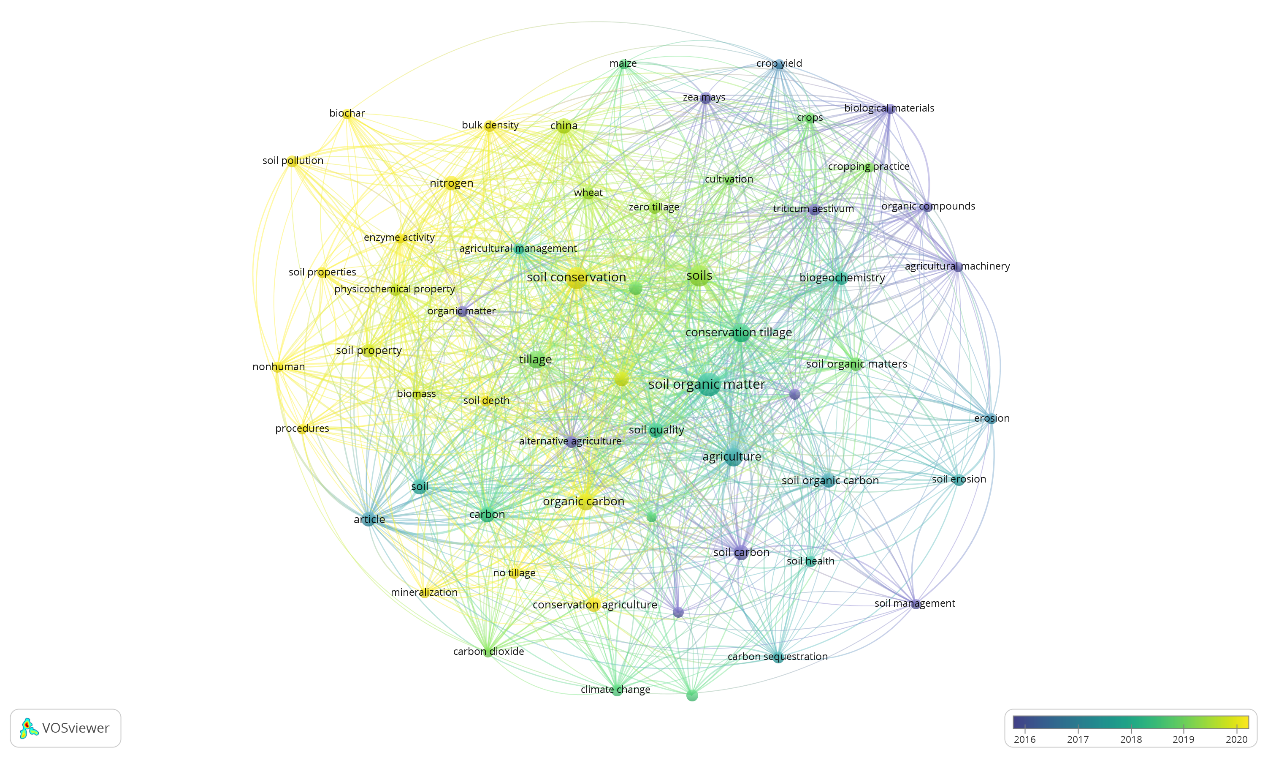 maize
crop yield
zea mays
biological materials
biochar
crops
bulk density
china
soil pollution
cropping practice
nitrogen
cultivation
wheat
zero tillage
triticum aestivum
organic compounds
enzyme activity
agricultural management
agricultural machinery
soil properties
soil conservation
soils
biogeochemistry
physicochemical property
organic matter
conservation tillage
soil property
tillage
soil organic matters
nonhuman
soil organic matter
biomass
soil depth
erosion
procedures
soil quality
alternative agriculture
agriculture
soil
soil organic carbon
soil erosion
organic carbon
article
carbon
soil carbon
soil health
no tillage
mineralization
conservation agriculture
soil management
carbon dioxide
carbon sequestration
climate change
VOSviewer
2016 2017 2018 2019 2020